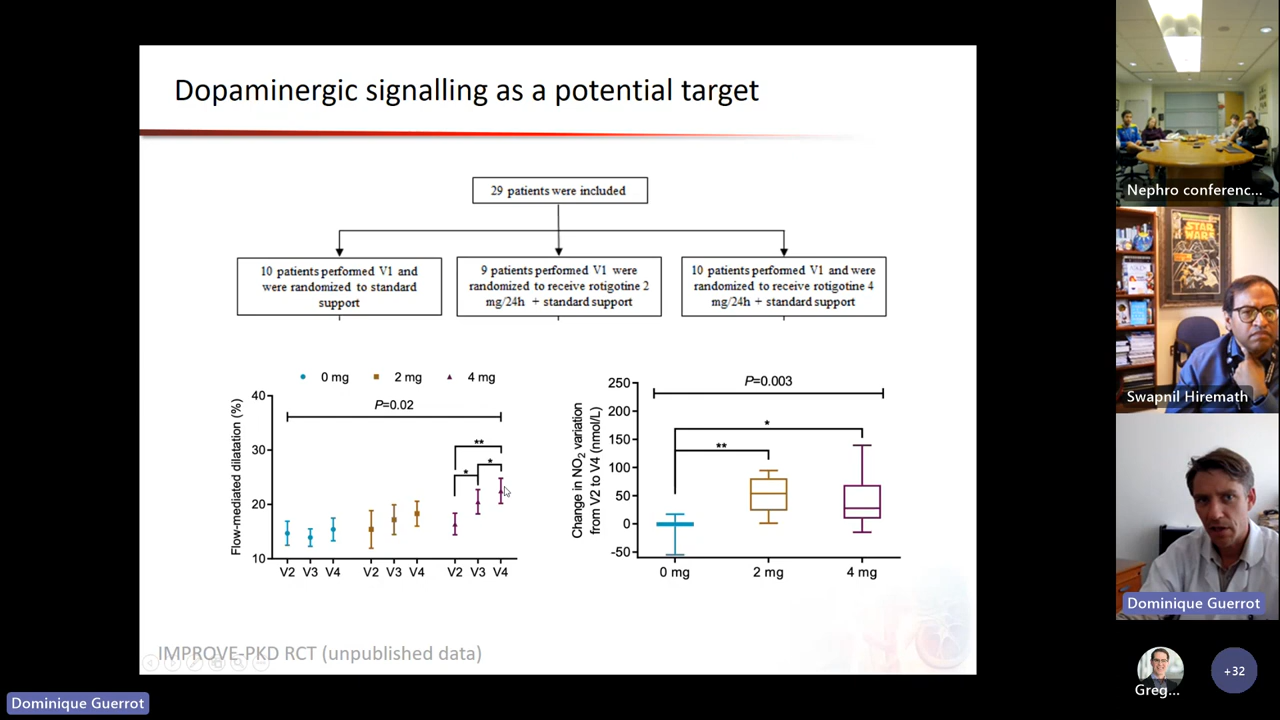 Dopaminergic signalling as a potential target
29 patients were included
10 patients performed V1 and
were randomized to standard
support
9 patients performed V1 were
randomized to receive rotigotine 2
mg/24h + standard support
10 patients performed V1 and were
randomized to receive rotigotine 4
mg/24h + standard support
0 mg 2 mg 4 mg
Flow-mediated dilatation (%)
40
30
20
10
P=0.02
**
*
*
V2 V3 V4 V2 V3 V4 V2 V3 V4
Change in NO2 variation
from V2 to V4 (nmol/L)
250
200
150
100
50
0
-50
P=0.003
*
**
0 mg 2 mg 4 mg
IMPROVE-PKD RCT (unpublished data)
Dominique Guerrot
Nephro conferenc...
STAR
WARS
Swapnil Hiremath
Dominique Guerrot
Greg...
+32